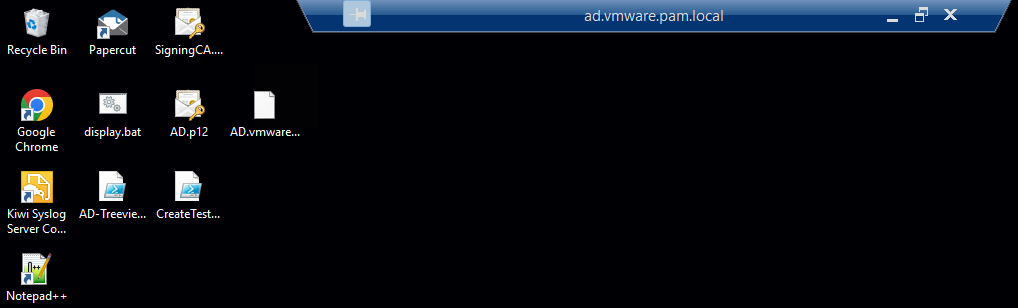 ad.vmware.pam.local
Recycle Bin
Papercut
SigningCA....
Google
Chrome
display.bat
AD.p12
AD.vmware...
Kiwi Syslog
Server Co...
AD-Treevie...
CreateTest...
Notepad++